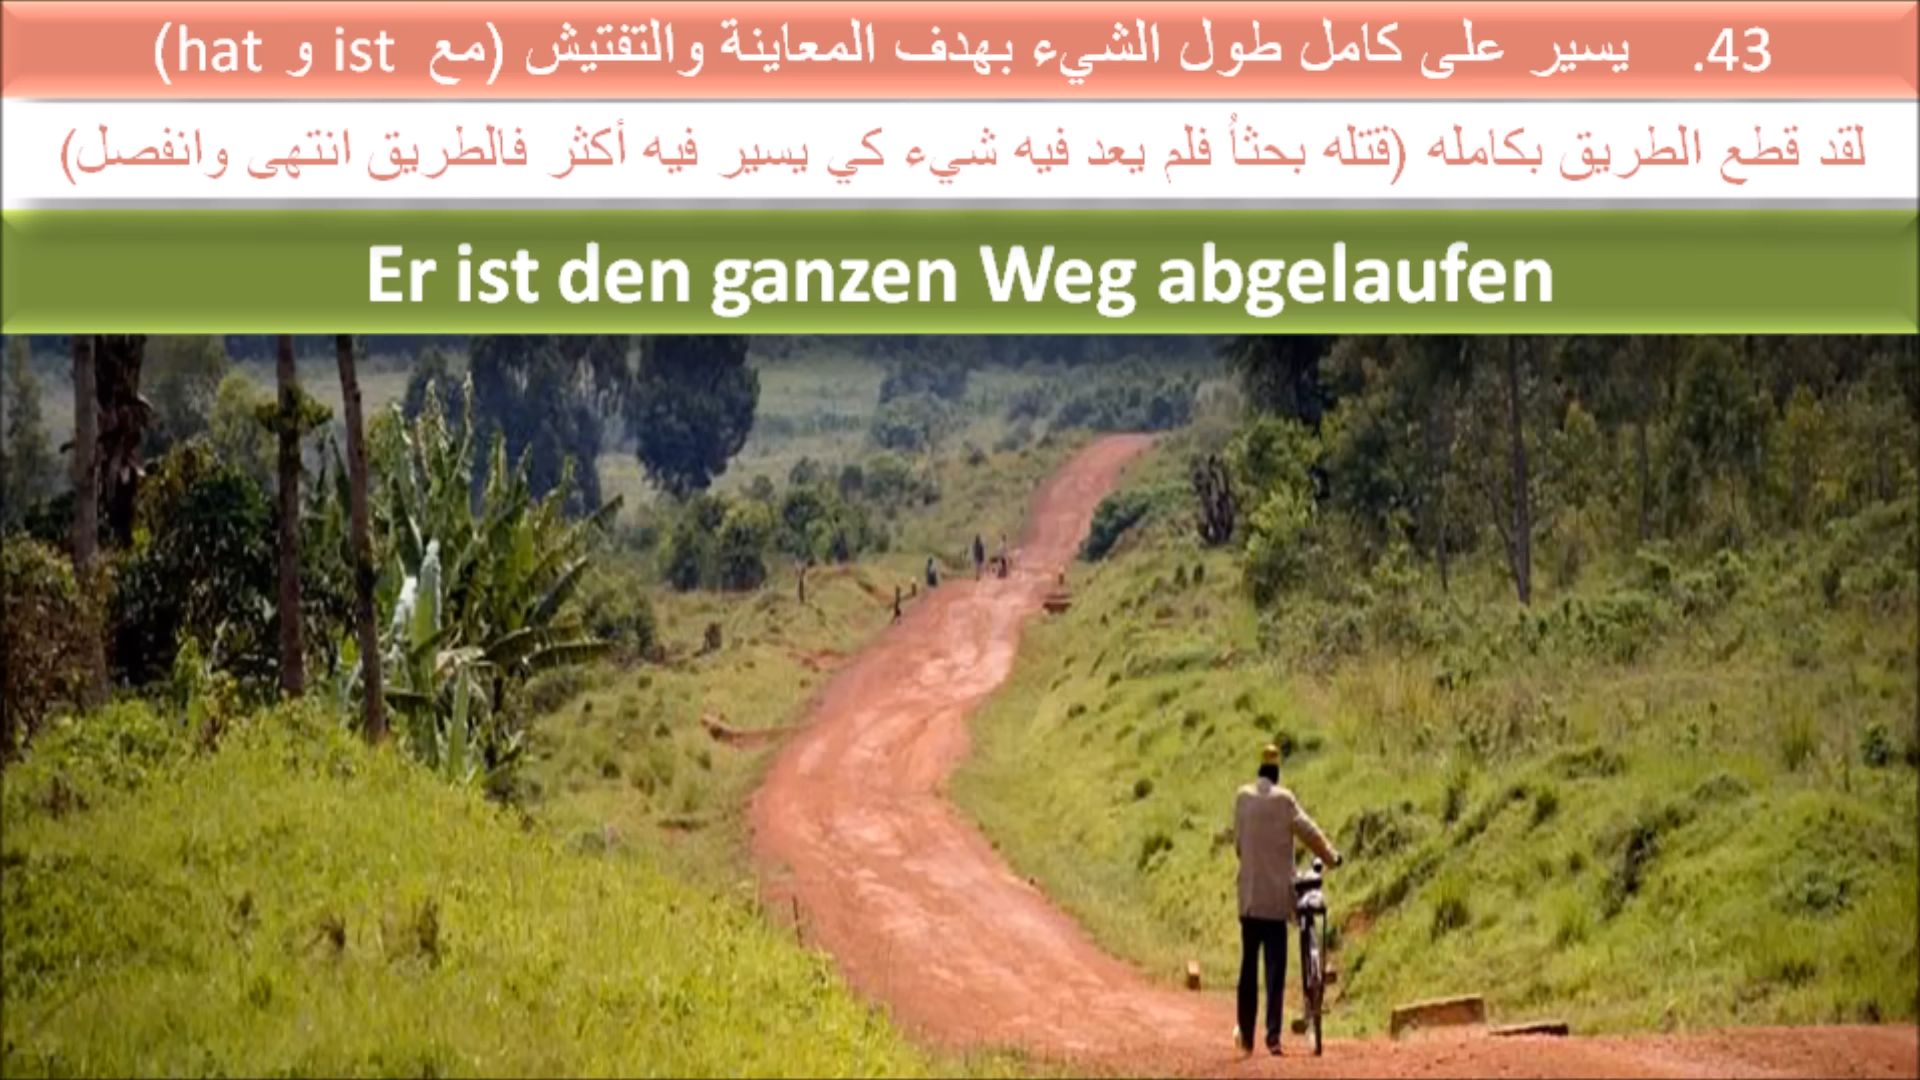 43. يسير على كامل طول الشيء بهدف المعاينة والتفتيش (مع ist و hat)
لقد قطع الطريق بكامله (قتله بحثاُ فلم يعد فيه شيء كي يسير فيه أكثر فالطريق انتهى وانفصل)
Er ist den ganzen Weg abgelaufen